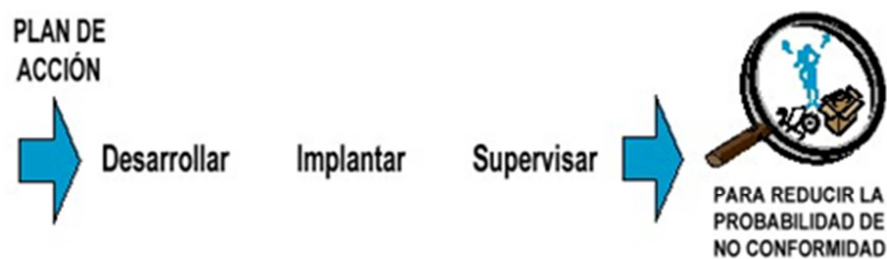 PLAN DE
ACCIÓN
Desarrollar Implantar Supervisar
PARA REDUCIR LA
PROBABILIDAD DE
NO CONFORMIDAD